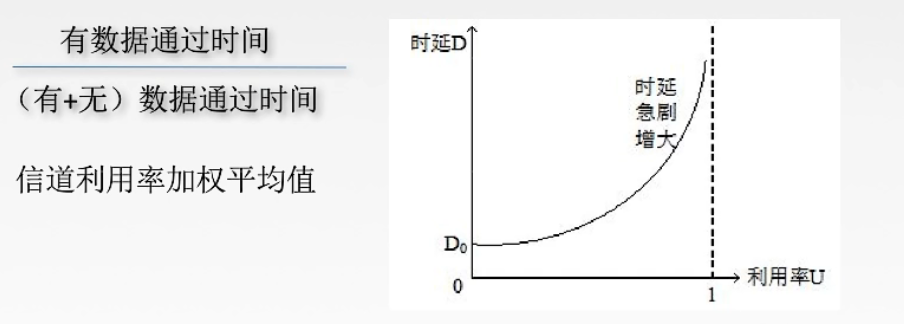 有数据通过时间
（有+无）数据通过时间
信道利用率加权平均值
时延D
时延
急剧
增大
D₀
0
1
利用率U